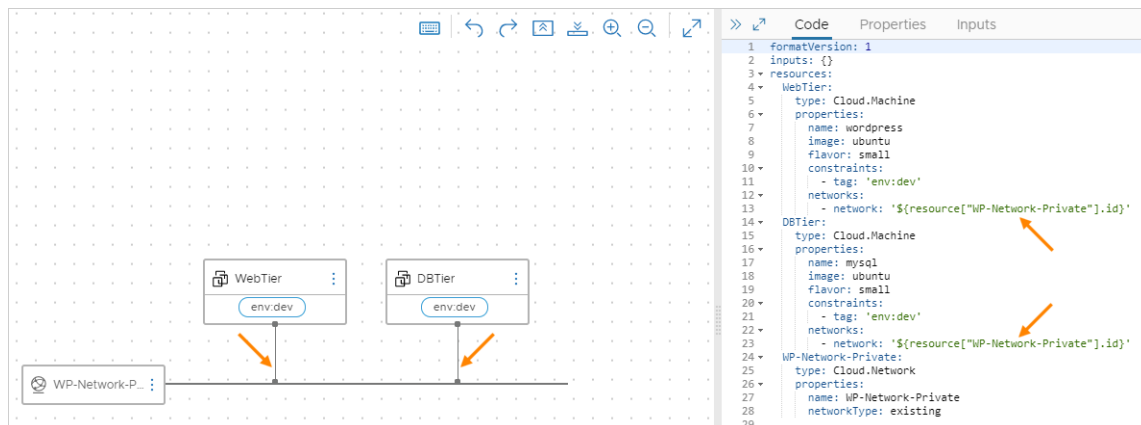 Code Properties Inputs
1 formatVersion: 1
2 inputs: {}
3 resources:
4 WebTier:
5 type: Cloud.Machine
6 properties:
7 name: wordpress
8 image: ubuntu
9 flavor: small
10 constraints:
11 - tag: 'env:dev'
12 networks:
13 - network: '${resource["WP-Network-Private"].id}'
14 DBTier:
15 type: Cloud.Machine
16 properties:
17 name: mysql
18 image: ubuntu
19 flavor: small
20 constraints:
21 - tag: 'env:dev'
22 networks:
23 - network: '${resource["WP-Network-Private"].id}'
24 WP-Network-Private:
25 type: Cloud.Network
26 properties:
27 name: WP-Network-Private
28 networkType: existing
29
WebTier
env:dev
DBTier
env:dev
WP-Network-P...